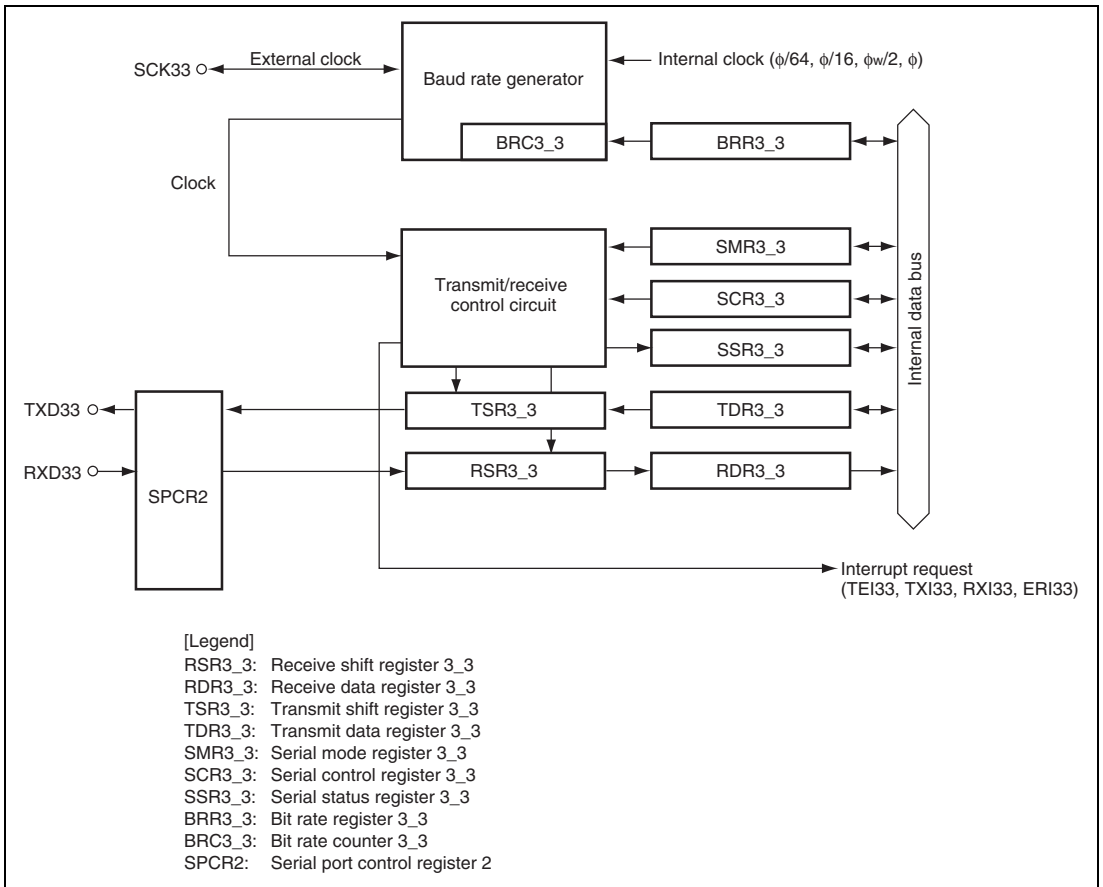 SCK33
External clock
Baud rate generator
Internal clock (ϕ/64, ϕ/16, ϕw/2, ϕ)
BRC3_3
BRR3_3
Clock
Internal data bus
Transmit/receive
control circuit
SMR3_3
SCR3_3
SSR3_3
TXD33
TSR3_3
TDR3_3
RXD33
SPCR2
RSR3_3
RDR3_3
Interrupt request
(TEI33, TXI33, RXI33, ERI33)
[Legend]
RSR3_3: Receive shift register 3_3
RDR3_3: Receive data register 3_3
TSR3_3: Transmit shift register 3_3
TDR3_3: Transmit data register 3_3
SMR3_3: Serial mode register 3_3
SCR3_3: Serial control register 3_3
SSR3_3: Serial status register 3_3
BRR3_3: Bit rate register 3_3
BRC3_3: Bit rate counter 3_3
SPCR2: Serial port control register 2